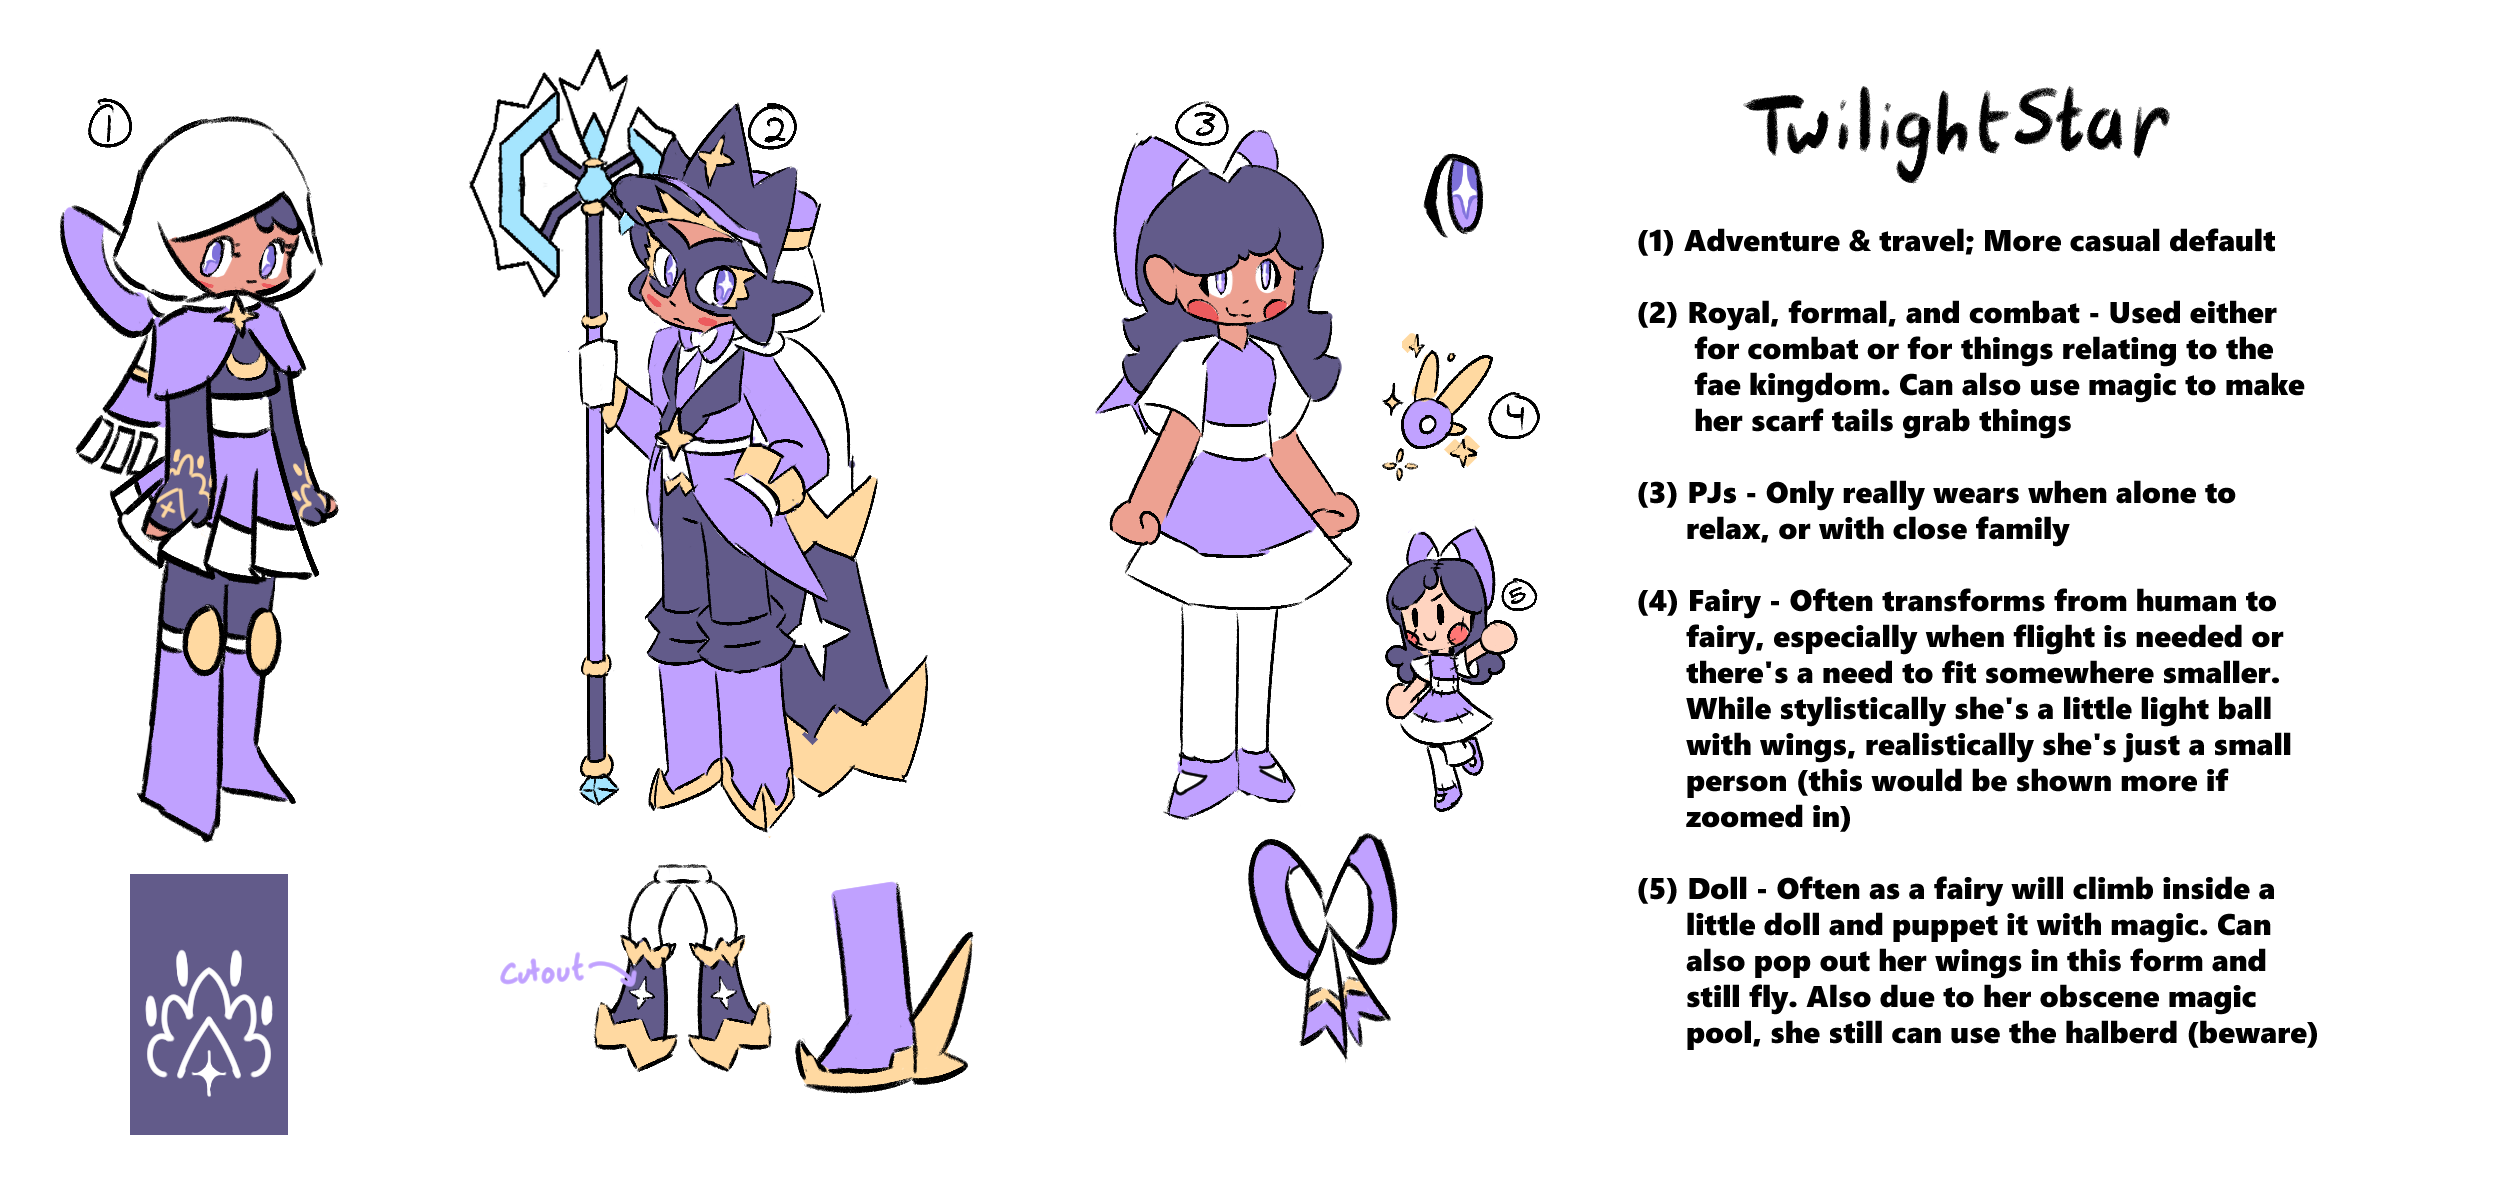 1
2
3
TwilightStar
(1) Adventure & travel; More casual default
(2) Royal, formal, and combat - Used either
for combat or for things relating to the
fae kingdom. Can also use magic to make
her scarf tails grab things
4
(3) PJs - Only really wears when alone to
relax, or with close family
5
(4) Fairy - Often transforms from human to
fairy, especially when flight is needed or
there's a need to fit somewhere smaller.
While stylistically she's a little light ball
with wings, realistically she's just a small
person (this would be shown more if
zoomed in)
(5) Doll - Often as a fairy will climb inside a
little doll and puppet it with magic. Can
also pop out her wings in this form and
still fly. Also due to her obscene magic
pool, she still can use the halberd (beware)
Cutout